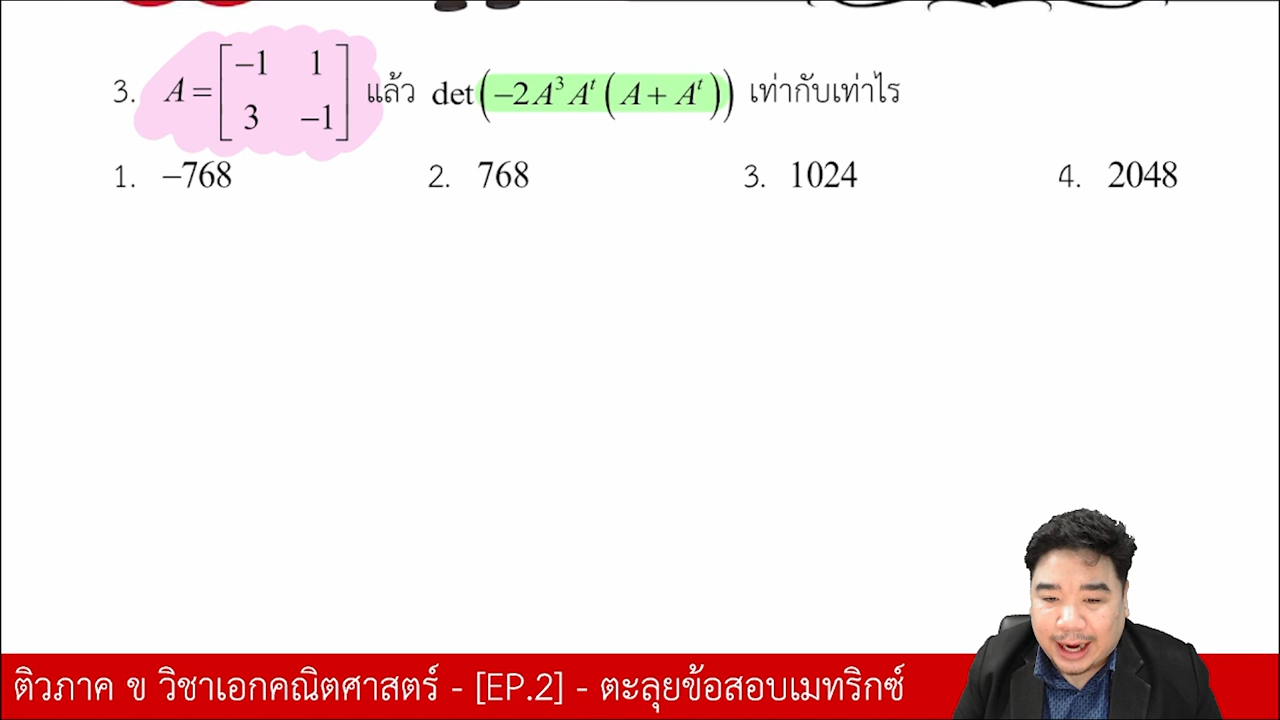 3. A = [ -1 1 ; 3 -1 ] แล้ว det(-2A³Aᵗ(A + Aᵗ)) เท่ากับเท่าไร
1. -768 2. 768 3. 1024 4. 2048
ติวภาค ข วิชาเอกคณิตศาสตร์ - [EP.2] - ตะลุยข้อสอบเมทริกซ์